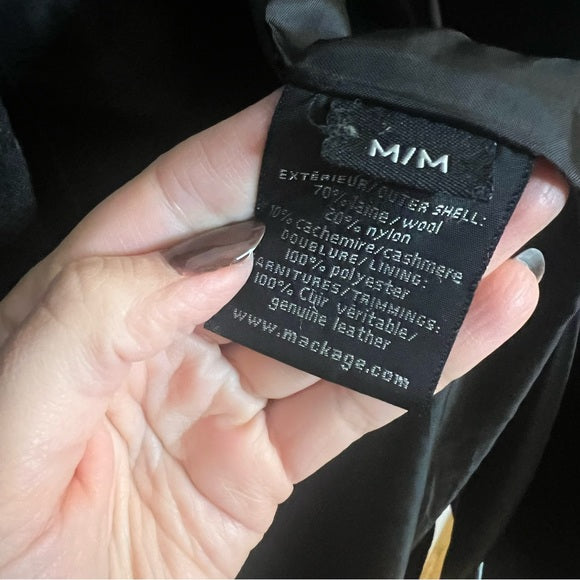 M/M
EXTÉRIEUR/OUTER SHELL:
70% laine/wool
20% nylon
10% cachemire/cashmere
DOUBLURE/LINING:
100% polyester
GARNITURES/TRIMMINGS:
100% Cuir véritable/
genuine leather
www.mackage.com